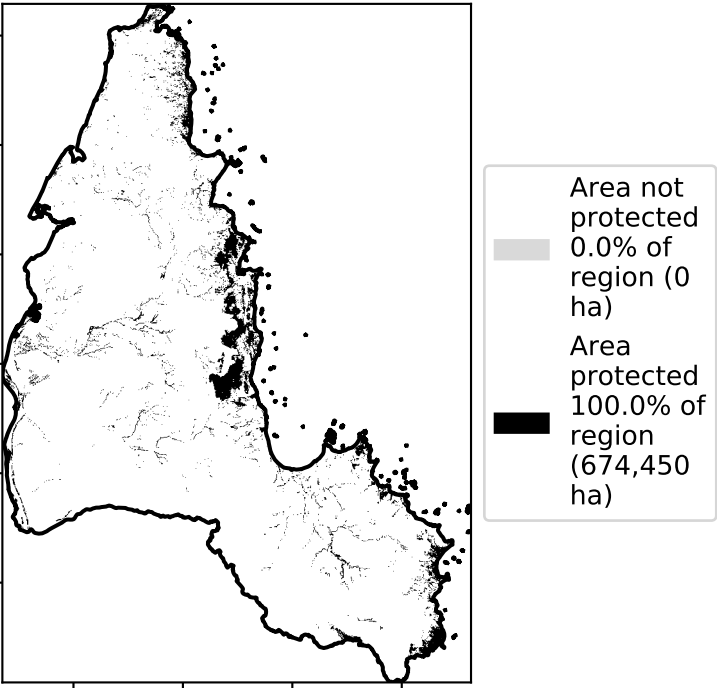 Area not
protected
0.0% of
region (0
ha)
Area
protected
100.0% of
region
(674,450
ha)